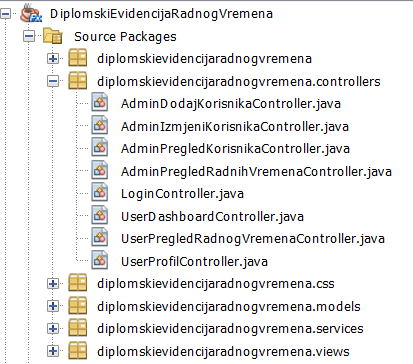 DiplomskiEvidencijaRadnogVremena
Source Packages
diplomskievidencijaradnogvremena
diplomskievidencijaradnogvremena.controllers
AdminDodajKorisnikaController.java
AdminIzmjeniKorisnikaController.java
AdminPregledKorisnikaController.java
AdminPregledRadnihVremenaController.java
LoginController.java
UserDashboardController.java
UserPregledRadnogVremenaController.java
UserProfilController.java
diplomskievidencijaradnogvremena.css
diplomskievidencijaradnogvremena.models
diplomskievidencijaradnogvremena.services
diplomskievidencijaradnogvremena.views